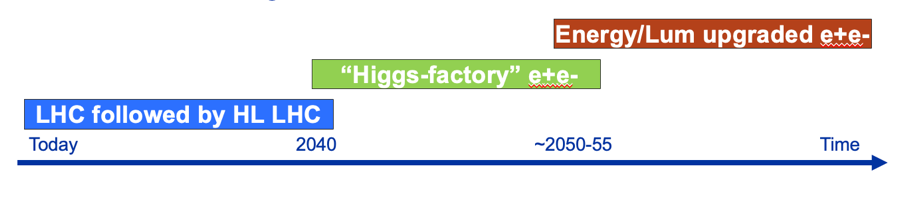 Energy/Lum upgraded e+e-
“Higgs-factory” e+e-
LHC followed by HL LHC
Today 2040 ~2050-55 Time